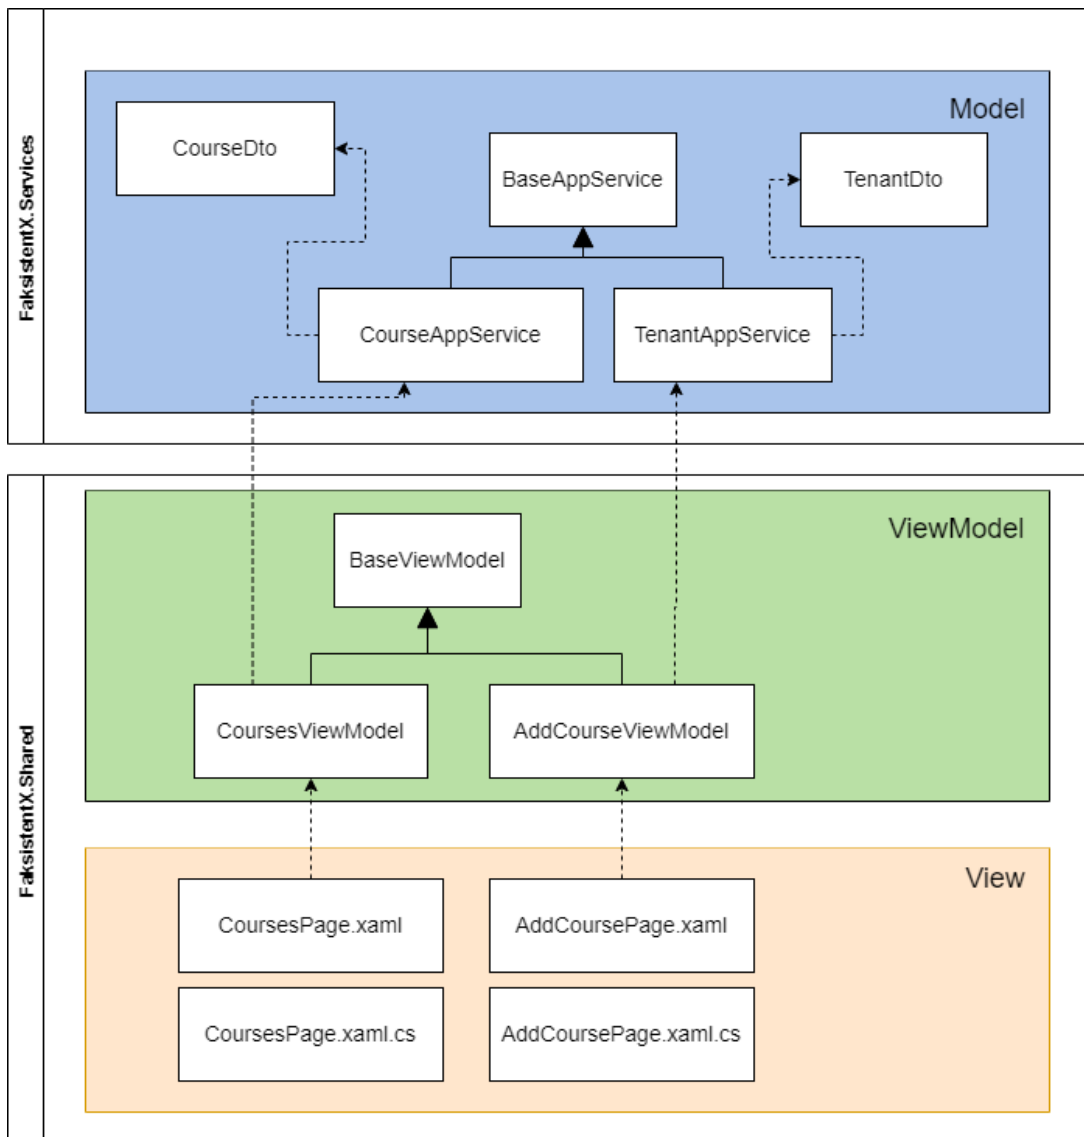 FaksistentX.Services
Model
CourseDto
BaseAppService
TenantDto
CourseAppService
TenantAppService
FaksistentX.Shared
ViewModel
BaseViewModel
CoursesViewModel
AddCourseViewModel
View
CoursesPage.xaml
AddCoursePage.xaml
CoursesPage.xaml.cs
AddCoursePage.xaml.cs